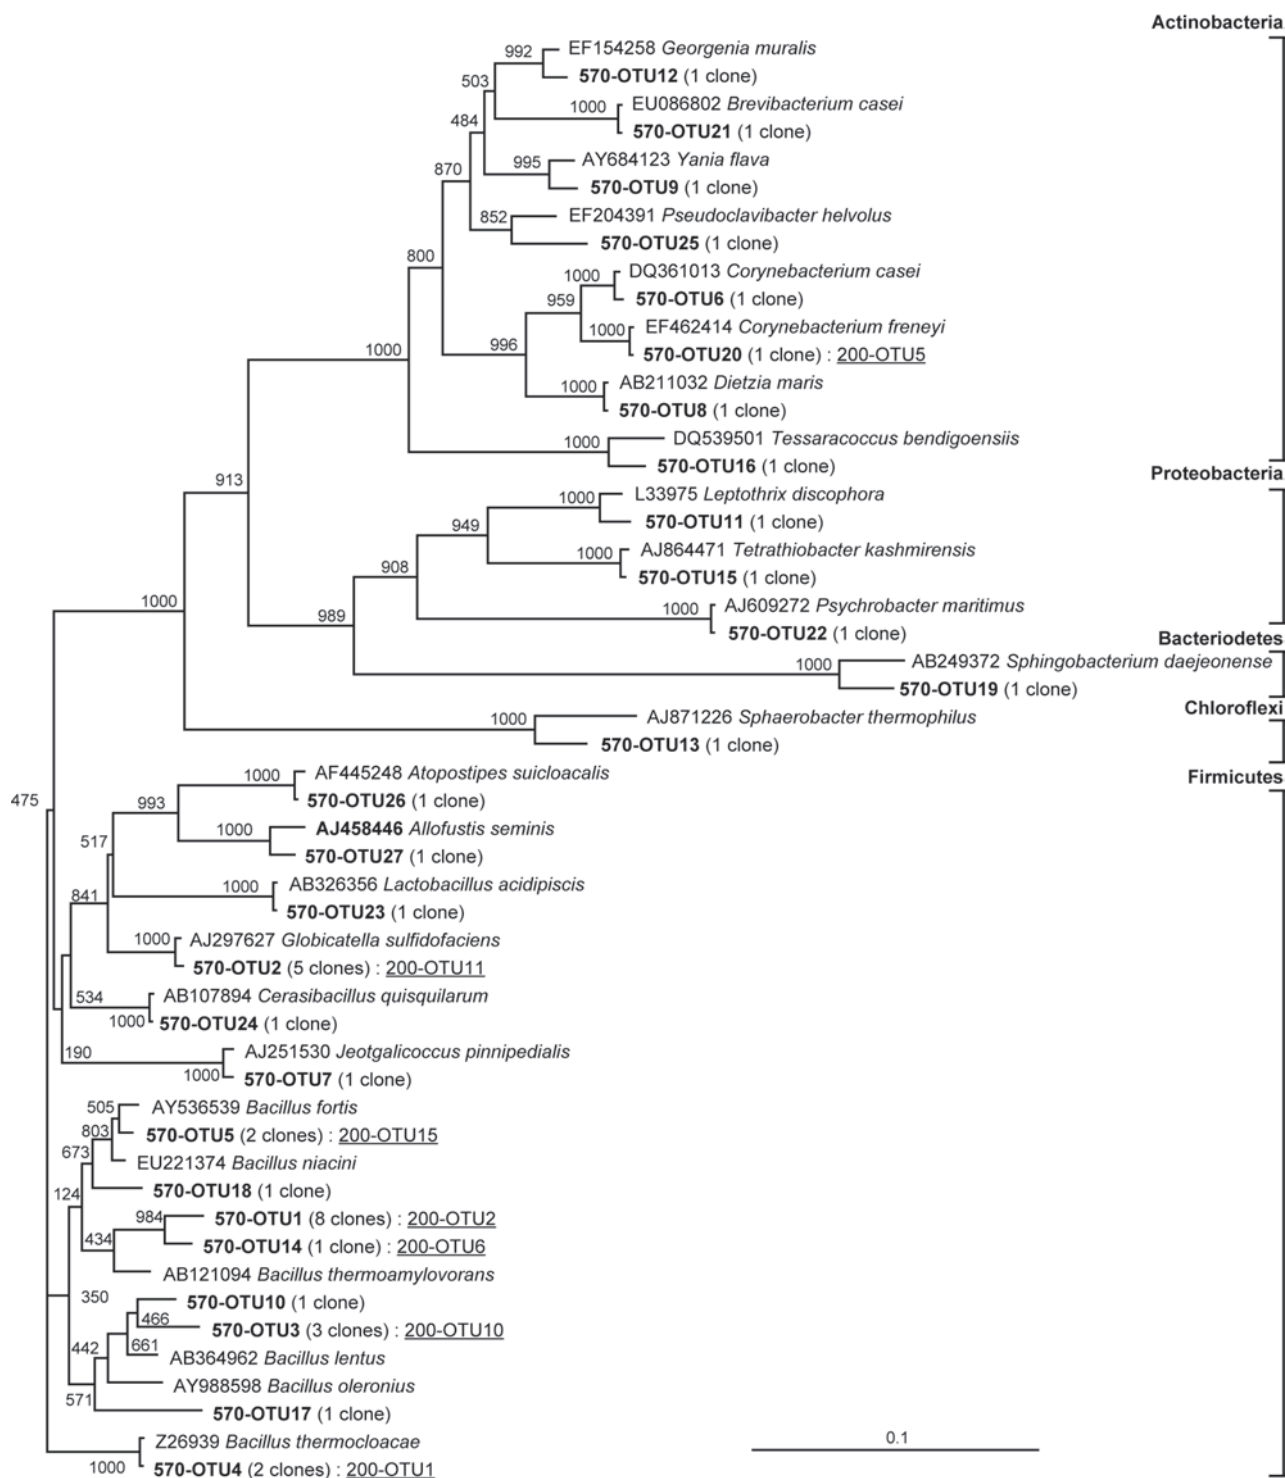 Actinobacteria
992 EF154258 Georgenia muralis
570-OTU12 (1 clone)
503
1000 EU086802 Brevibacterium casei
570-OTU21 (1 clone)
484
995 AY684123 Yania flava
570-OTU9 (1 clone)
870
852 EF204391 Pseudoclavibacter helvolus
570-OTU25 (1 clone)
800
1000 DQ361013 Corynebacterium casei
570-OTU6 (1 clone)
959
1000 EF462414 Corynebacterium freneyi
570-OTU20 (1 clone) : 200-OTU5
1000 996
1000 AB211032 Dietzia maris
570-OTU8 (1 clone)
1000 DQ539501 Tessaracoccus bendigoensiis
570-OTU16 (1 clone)
Proteobacteria
913
1000 L33975 Leptothrix discophora
570-OTU11 (1 clone)
949
1000 AJ864471 Tetrathiobacter kashmirensis
570-OTU15 (1 clone)
908
1000 1000 AJ609272 Psychrobacter maritimus
989 570-OTU22 (1 clone)
Bacteriodetes
1000 AB249372 Sphingobacterium daejeonense
570-OTU19 (1 clone)
Chloroflexi
1000 AJ871226 Sphaerobacter thermophilus
570-OTU13 (1 clone)
Firmicutes
1000 AF445248 Atopostipes suicloacalis
475 993 570-OTU26 (1 clone)
1000 AJ458446 Allofustis seminis
517
570-OTU27 (1 clone)
1000 AB326356 Lactobacillus acidipiscis
841
570-OTU23 (1 clone)
1000 AJ297627 Globicatella sulfidofaciens
570-OTU2 (5 clones) : 200-OTU11
534 AB107894 Cerasibacillus quisquilarum
1000 570-OTU24 (1 clone)
190 AJ251530 Jeotgalicoccus pinnipedialis
1000 570-OTU7 (1 clone)
505 AY536539 Bacillus fortis
803 570-OTU5 (2 clones) : 200-OTU15
673
EU221374 Bacillus niacini
124 570-OTU18 (1 clone)
984 570-OTU1 (8 clones) : 200-OTU2
434 570-OTU14 (1 clone) : 200-OTU6
AB121094 Bacillus thermoamylovorans
350 570-OTU10 (1 clone)
466 570-OTU3 (3 clones) : 200-OTU10
442 661 AB364962 Bacillus lentus
AY988598 Bacillus oleronius
571
570-OTU17 (1 clone)
Z26939 Bacillus thermocloacae
0.1
1000 570-OTU4 (2 clones) : 200-OTU1